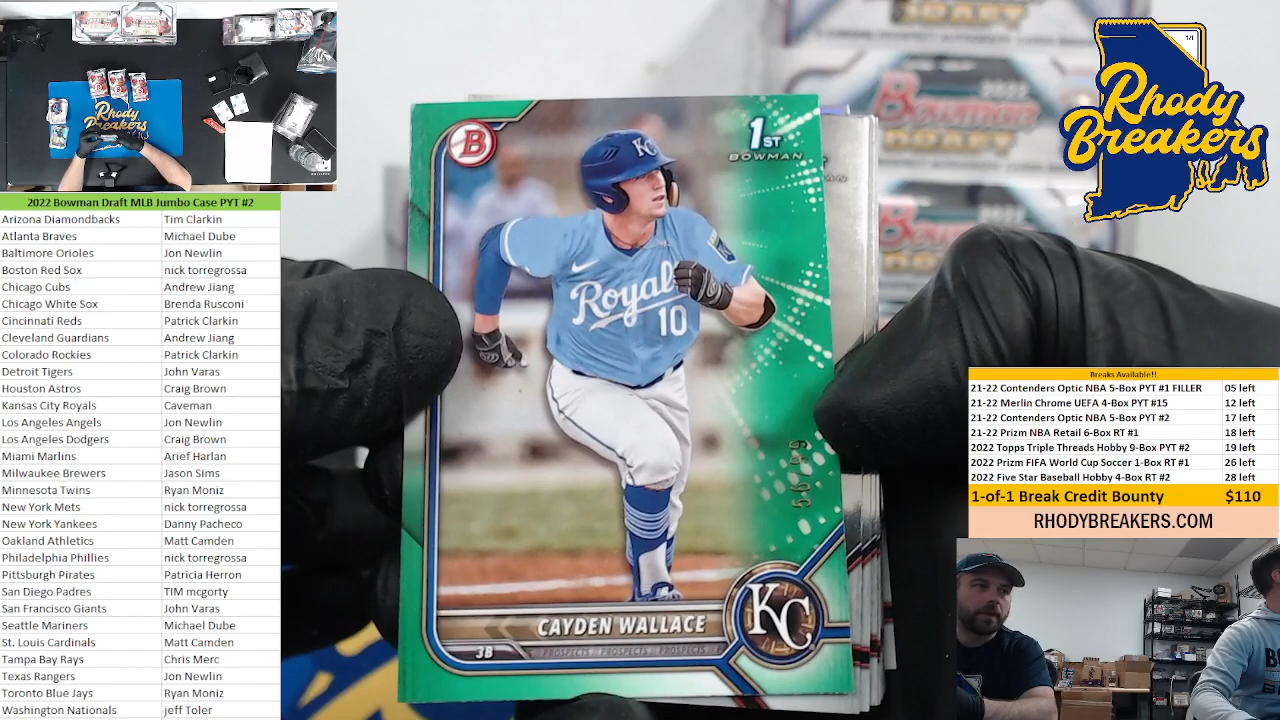 2022 Bowman Draft MLB Jumbo Case PYT #2
Arizona Diamondbacks Tim Clarkin
Atlanta Braves Michael Dube
Baltimore Orioles Jon Newlin
Boston Red Sox nick torregrossa
Chicago Cubs Andrew Jiang
Chicago White Sox Brenda Rusconi
Cincinnati Reds Patrick Clarkin
Cleveland Guardians Andrew Jiang
Colorado Rockies Patrick Clarkin
Detroit Tigers John Varas
Houston Astros Craig Brown
Kansas City Royals Caveman
Los Angeles Angels Jon Newlin
Los Angeles Dodgers Craig Brown
Miami Marlins Arief Harlan
Milwaukee Brewers Jason Sims
Minnesota Twins Ryan Moniz
New York Mets nick torregrossa
New York Yankees Danny Pacheco
Oakland Athletics Matt Camden
Philadelphia Phillies nick torregrossa
Pittsburgh Pirates Patricia Herron
San Diego Padres TIM mcgorty
San Francisco Giants John Varas
Seattle Mariners Michael Dube
St. Louis Cardinals Matt Camden
Tampa Bay Rays Chris Merc
Texas Rangers Jon Newlin
Toronto Blue Jays Ryan Moniz
Washington Nationals jeff Toler
Rhody
Breakers
B
1ST
BOWMAN
KC
Royals
10
CAYDEN WALLACE
3B
PROSPECTS // PROSPECTS // PROSPECTS
KC
2022
Bowman
DRAFT
1/1
Rhody
Breakers
Breaks Available!!
21-22 Contenders Optic NBA 5-Box PYT #1 FILLER 05 left
21-22 Merlin Chrome UEFA 4-Box PYT #15 12 left
21-22 Contenders Optic NBA 5-Box PYT #2 17 left
21-22 Prizm NBA Retail 6-Box RT #1 18 left
2022 Topps Triple Threads Hobby 9-Box PYT #2 19 left
2022 Prizm FIFA World Cup Soccer 1-Box RT #1 26 left
2022 Five Star Baseball Hobby 4-Box RT #2 28 left
1-of-1 Break Credit Bounty $110
RHODYBREAKERS.COM